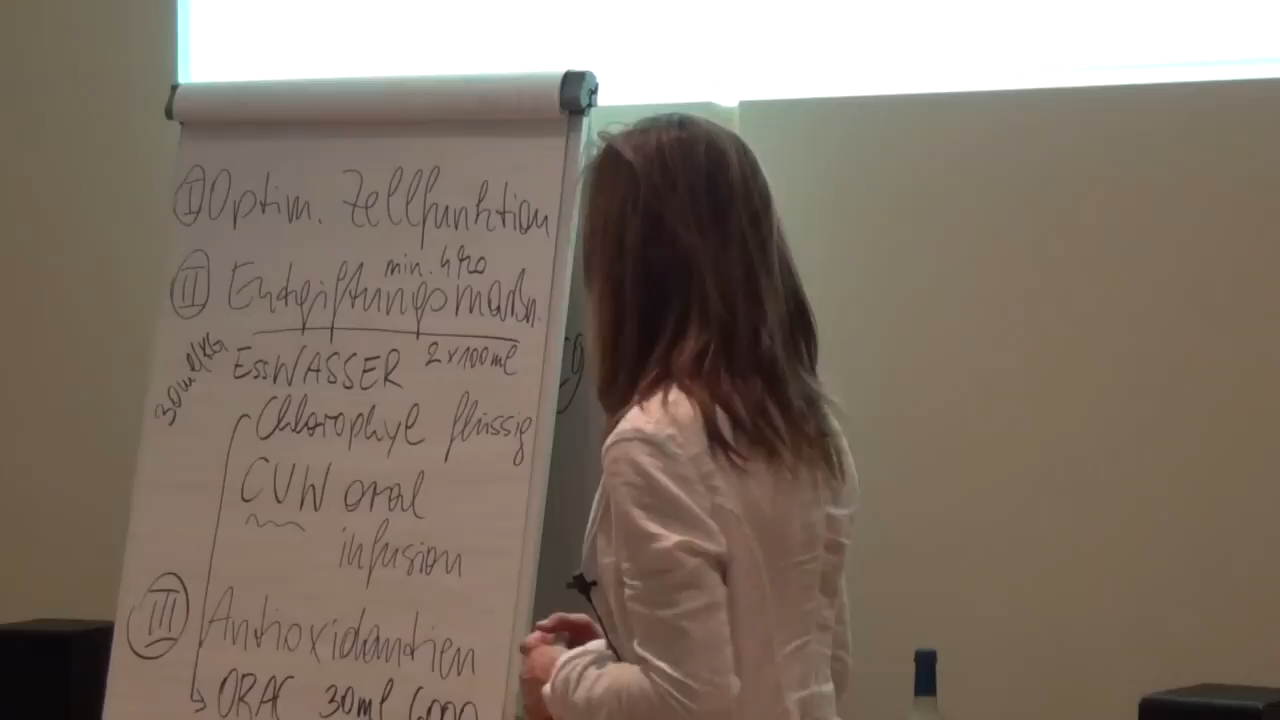 I Optim. Zellfunktion
min. 4
II Entgiftungsmaßn.
30ml/KG EssWASSER 2x100ml
Chlorophyl flüssig
CVW oral
infusion
III Antioxidantien
ORAC 30ml 6000